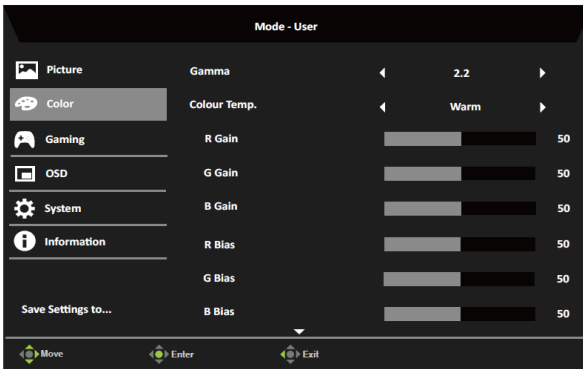 Mode - User
Picture
Gamma 2.2
Color
Colour Temp. Warm
Gaming
R Gain 50
OSD
G Gain 50
System
B Gain 50
Information
R Bias 50
G Bias 50
Save Settings to...
B Bias 50
Move Enter Exit